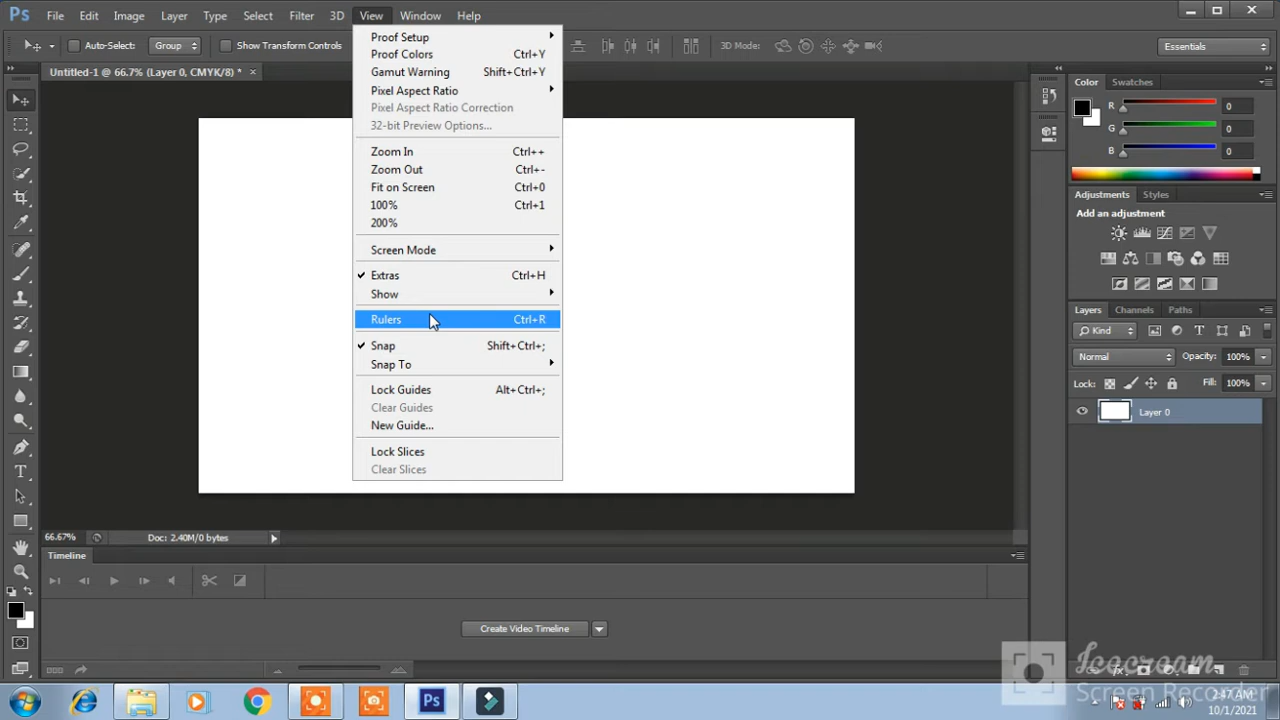 Ps File Edit Image Layer Type Select Filter 3D View Window Help
Auto-Select: Group Show Transform Controls 3D Mode: Essentials
Untitled-1 @ 66.7% (Layer 0, CMYK/8) * ×
Proof Setup
Proof Colors Ctrl+Y
Gamut Warning Shift+Ctrl+Y
Pixel Aspect Ratio
Pixel Aspect Ratio Correction
32-bit Preview Options...
Zoom In Ctrl++
Zoom Out Ctrl+-
Fit on Screen Ctrl+0
100% Ctrl+1
200%
Screen Mode
Extras Ctrl+H
Show
Rulers Ctrl+R
Snap Shift+Ctrl+;
Snap To
Lock Guides Alt+Ctrl+;
Clear Guides
New Guide...
Lock Slices
Clear Slices
Color Swatches
R 0
G 0
B 0
Adjustments Styles
Add an adjustment
Layers Channels Paths
Kind
Normal Opacity: 100%
Lock: Fill: 100%
Layer 0
66.67% Doc: 2.40M/0 bytes
Timeline
Create Video Timeline
Icecream
Screen Recorder
Ps
2:47 AM
10/1/2021